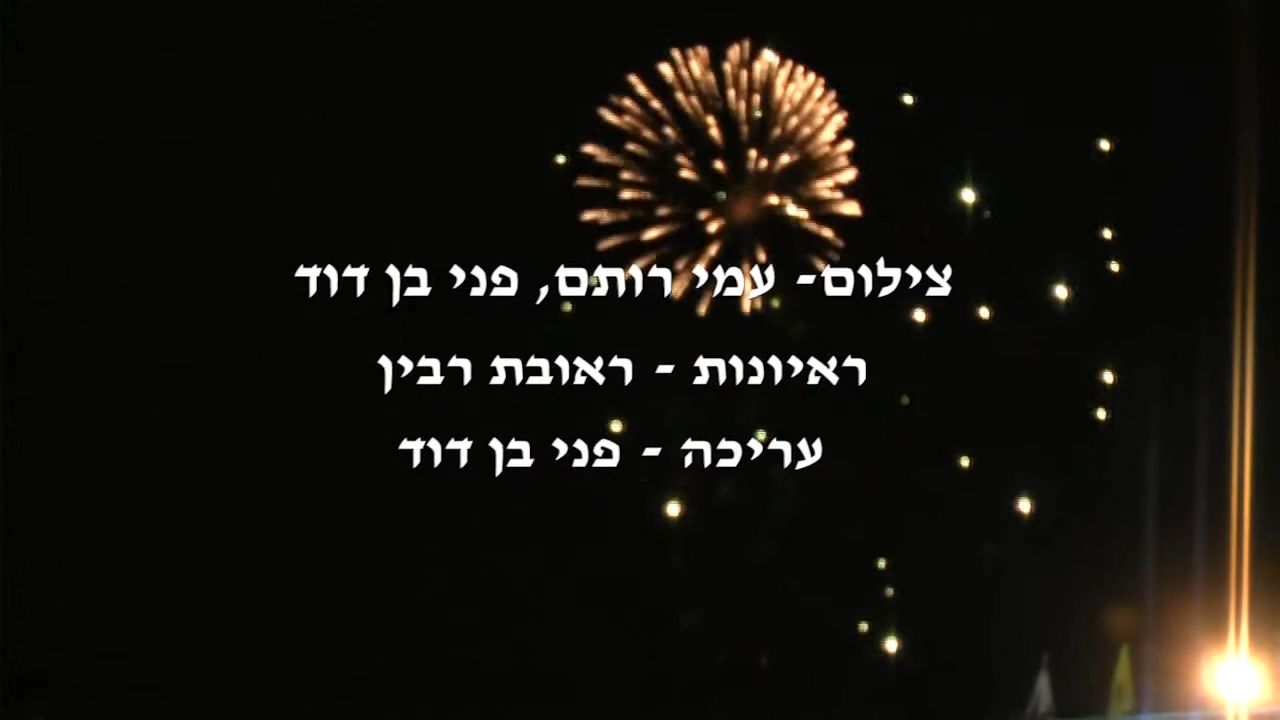 צילום- עמי רותם, פני בן דוד
ראיונות - ראובת רבין
עריכה - פני בן דוד